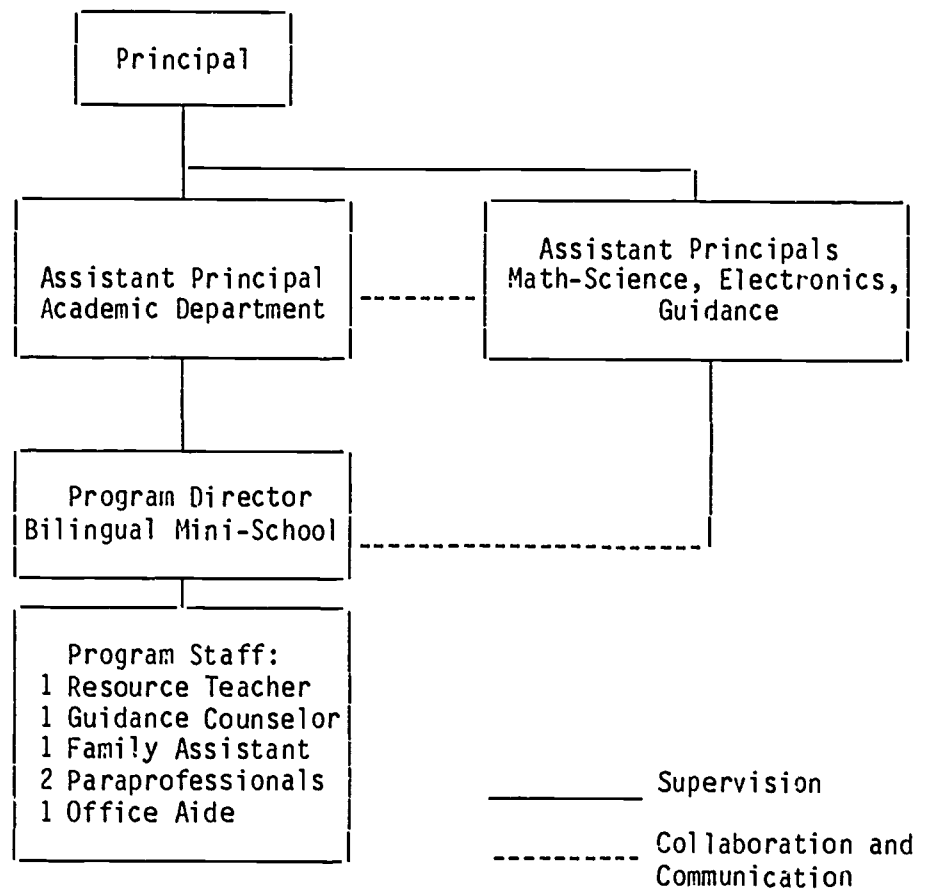 Principal
Assistant Principal
Academic Department
Assistant Principals
Math-Science, Electronics,
Guidance
Program Director
Bilingual Mini-School
Program Staff:
1 Resource Teacher
1 Guidance Counselor
1 Family Assistant
2 Paraprofessionals
1 Office Aide
Supervision
Collaboration and
Communication